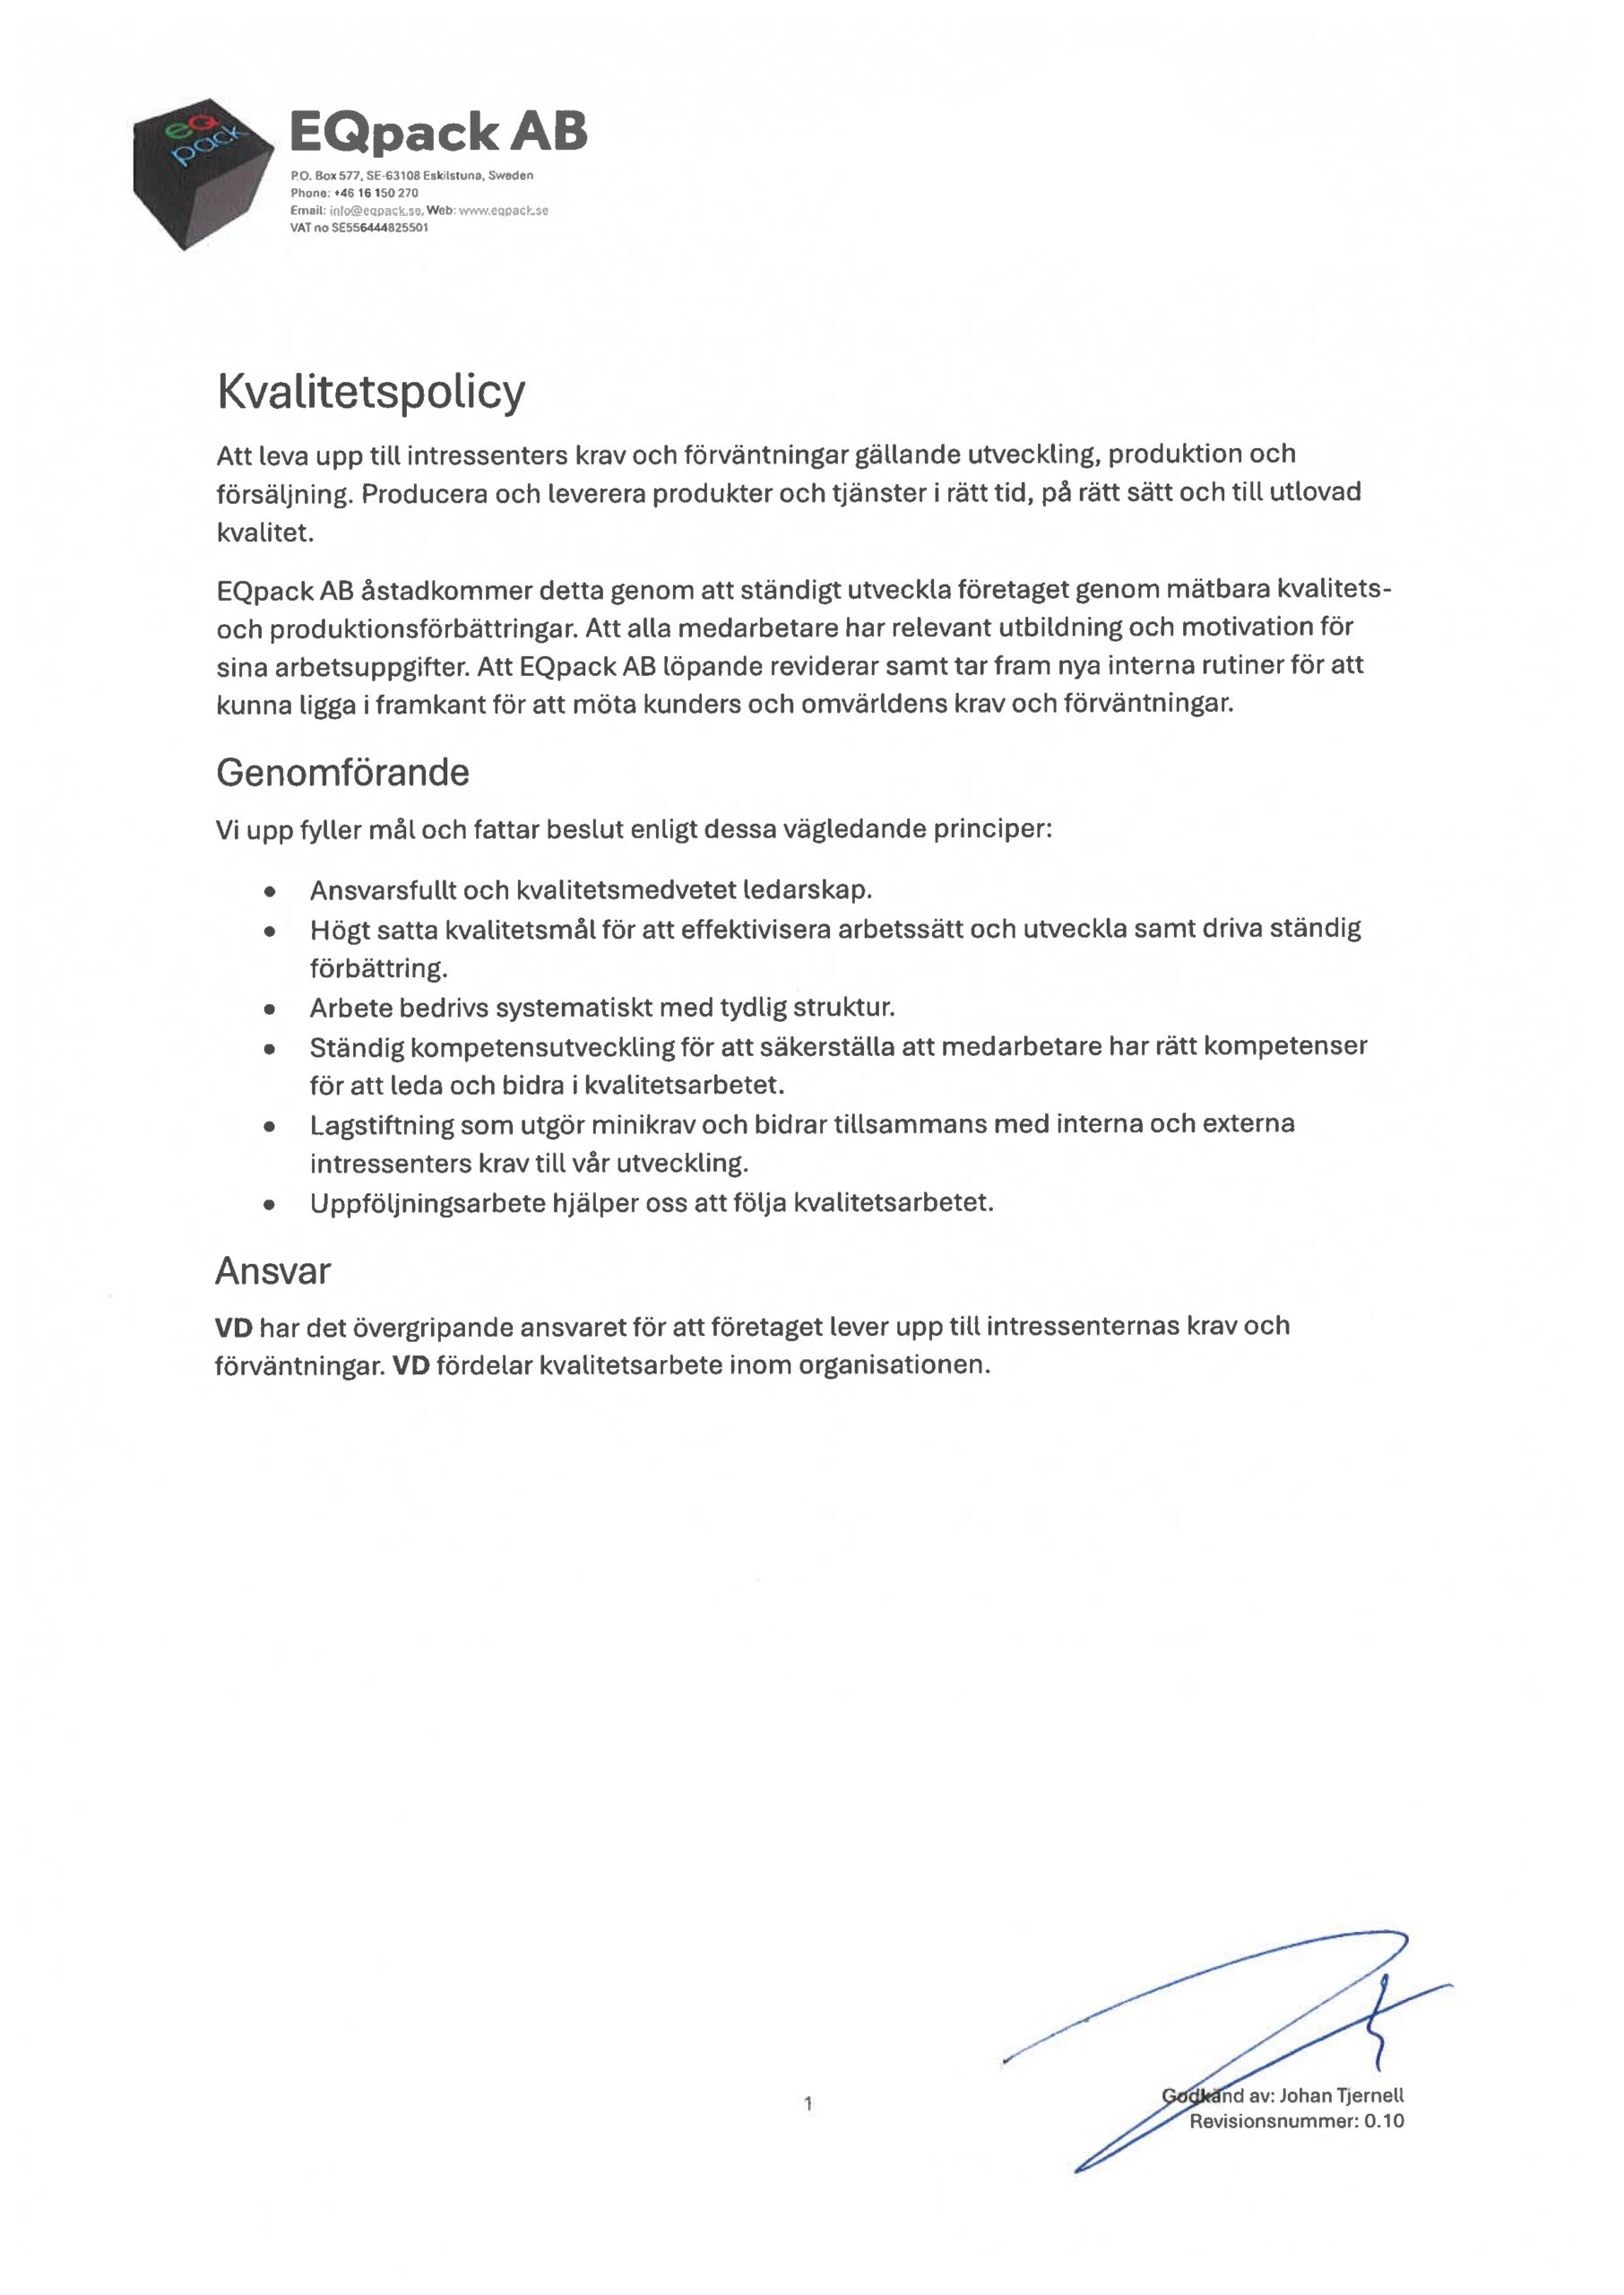 eQ
pack
EQpack AB
P.O. Box 577, SE-63108 Eskilstuna, Sweden
Phone: +46 16 150 270
Email: info@eqpack.se, Web: www.eqpack.se
VAT no SE556444825501
Kvalitetspolicy
Att leva upp till intressenters krav och förväntningar gällande utveckling, produktion och
försäljning. Producera och leverera produkter och tjänster i rätt tid, på rätt sätt och till utlovad
kvalitet.
EQpack AB åstadkommer detta genom att ständigt utveckla företaget genom mätbara kvalitets-
och produktionsförbättringar. Att alla medarbetare har relevant utbildning och motivation för
sina arbetsuppgifter. Att EQpack AB löpande reviderar samt tar fram nya interna rutiner för att
kunna ligga i framkant för att möta kunders och omvärldens krav och förväntningar.
Genomförande
Vi upp fyller mål och fattar beslut enligt dessa vägledande principer:
• Ansvarsfullt och kvalitetsmedvetet ledarskap.
• Högt satta kvalitetsmål för att effektivisera arbetssätt och utveckla samt driva ständig
förbättring.
• Arbete bedrivs systematiskt med tydlig struktur.
• Ständig kompetensutveckling för att säkerställa att medarbetare har rätt kompetenser
för att leda och bidra i kvalitetsarbetet.
• Lagstiftning som utgör minikrav och bidrar tillsammans med interna och externa
intressenters krav till vår utveckling.
• Uppföljningsarbete hjälper oss att följa kvalitetsarbetet.
Ansvar
VD har det övergripande ansvaret för att företaget lever upp till intressenternas krav och
förväntningar. VD fördelar kvalitetsarbete inom organisationen.
1
Godkänd av: Johan Tjernell
Revisionsnummer: 0.10